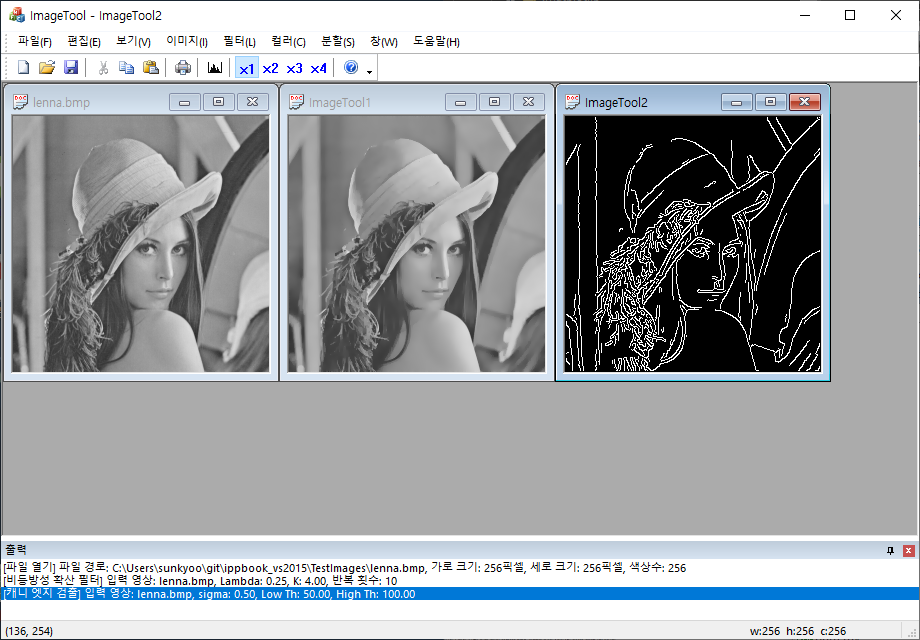 ImageTool - ImageTool2
파일(F) 편집(E) 보기(V) 이미지(I) 필터(L) 컬러(C) 분할(S) 창(W) 도움말(H)
x1 x2 x3 x4
lenna.bmp
ImageTool1
ImageTool2
출력
[파일 열기] 파일 경로: C:\Users\sunkyoo\git\ippbook_vs2015\TestImages\lenna.bmp, 가로 크기: 256픽셀, 세로 크기: 256픽셀, 색상수: 256
[비등방성 확산 필터] 입력 영상: lenna.bmp, Lambda: 0.25, K: 4.00, 반복 횟수: 10
[캐니 엣지 검출] 입력 영상: lenna.bmp, sigma: 0.50, Low Th: 50.00, High Th: 100.00
(136, 254) w:256 h:256 c:256